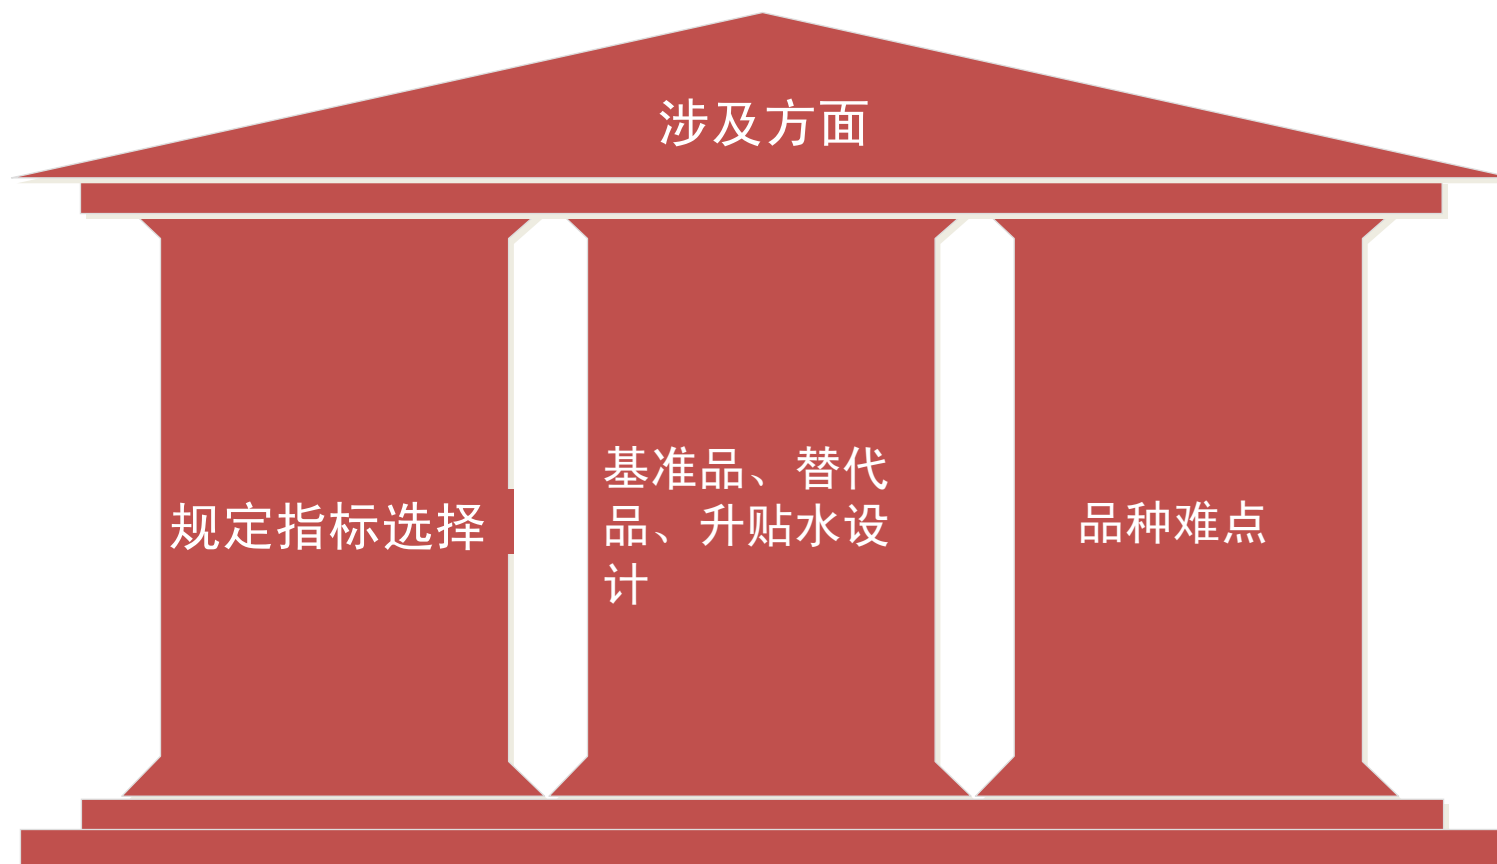 涉及方面
规定指标选择
基准品、替代
品、升贴水设
计
品种难点